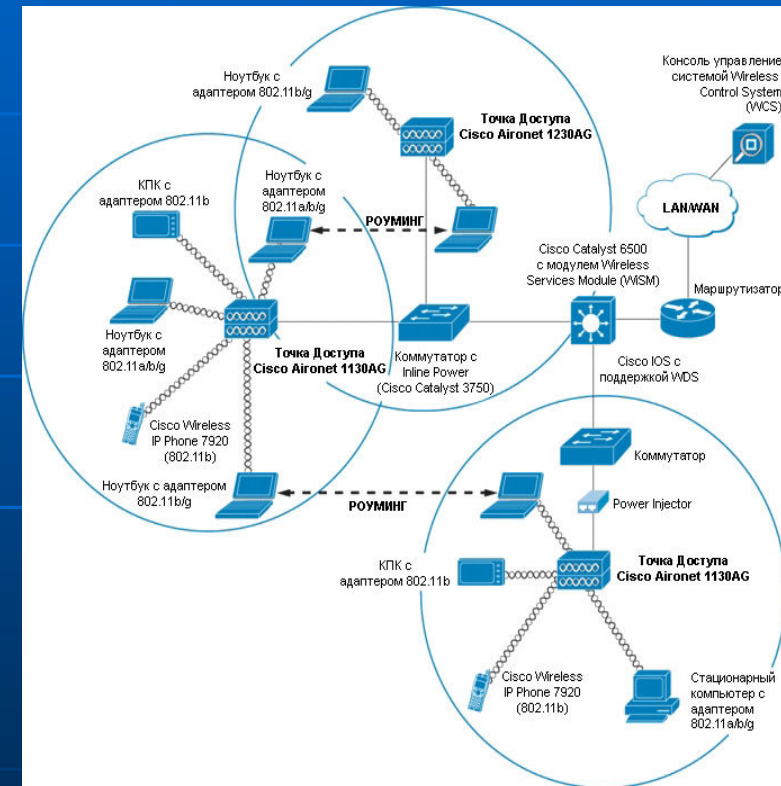 Ноутбук с
адаптером 802.11b/g
Точка Доступа
Cisco Aironet 1230AG
Консоль управление
системой Wireless
Control System
(WCS)
КПК с
адаптером 802.11b
Ноутбук с
адаптером
802.11a/b/g
РОУМИНГ
LAN/WAN
Cisco Catalyst 6500
с модулем Wireless
Services Module (WiSM)
Маршрутизатор
Ноутбук с
адаптером
802.11a/b/g
Точка Доступа
Cisco Aironet 1130AG
Коммутатор с
Inline Power
(Cisco Catalyst 3750)
Cisco IOS с
поддержкой WDS
Cisco Wireless
IP Phone 7920
(802.11b)
Ноутбук с адаптером
802.11b/g
РОУМИНГ
Коммутатор
Power Injector
КПК с
адаптером 802.11b
Точка Доступа
Cisco Aironet 1130AG
Cisco Wireless
IP Phone 7920
(802.11b)
Стационарный
компьютер с
адаптером
802.11a/b/g